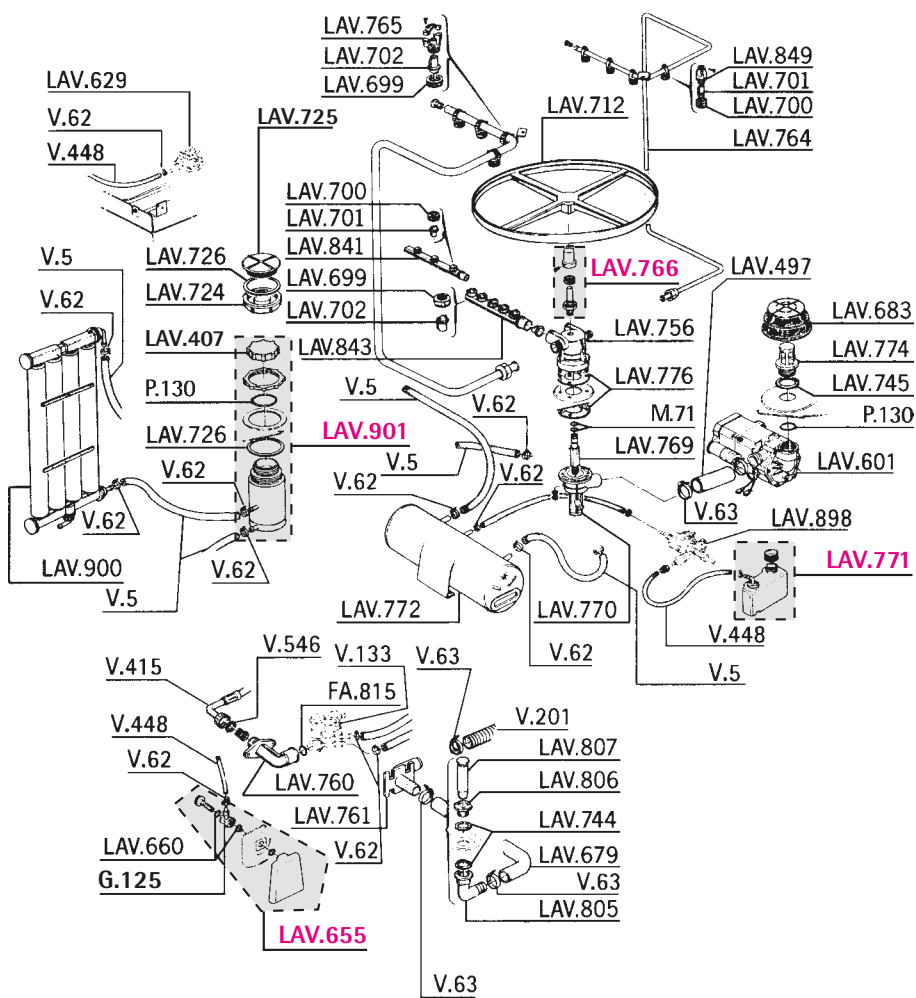 LAV.765
LAV.702
LAV.699
LAV.849
LAV.701
LAV.700
LAV.764
LAV.629
V.62
V.448
LAV.725
LAV.712
LAV.700
LAV.701
LAV.841
LAV.699
LAV.702
LAV.843
V.5
V.62
LAV.726
LAV.724
LAV.407
P.130
LAV.726
LAV.901
V.62
V.62
V.62
LAV.900
V.5
LAV.766
LAV.497
LAV.683
LAV.774
LAV.745
P.130
LAV.601
V.63
LAV.756
LAV.776
M.71
LAV.769
V.5
V.62
V.5
V.62
V.62
LAV.898
LAV.771
V.448
LAV.772
LAV.770
V.62
V.5
V.546
V.415
V.133
FA.815
V.448
V.62
LAV.760
LAV.761
V.62
LAV.660
G.125
LAV.655
V.63
V.201
LAV.807
LAV.806
LAV.744
LAV.679
V.63
LAV.805
V.63